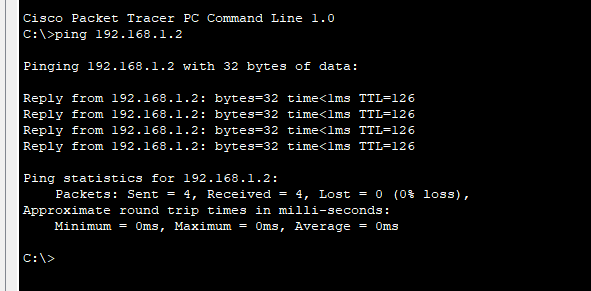 Cisco Packet Tracer PC Command Line 1.0
C:\>ping 192.168.1.2
Pinging 192.168.1.2 with 32 bytes of data:
Reply from 192.168.1.2: bytes=32 time<1ms TTL=126
Reply from 192.168.1.2: bytes=32 time<1ms TTL=126
Reply from 192.168.1.2: bytes=32 time<1ms TTL=126
Reply from 192.168.1.2: bytes=32 time<1ms TTL=126
Ping statistics for 192.168.1.2:
Packets: Sent = 4, Received = 4, Lost = 0 (0% loss),
Approximate round trip times in milli-seconds:
Minimum = 0ms, Maximum = 0ms, Average = 0ms
C:\>